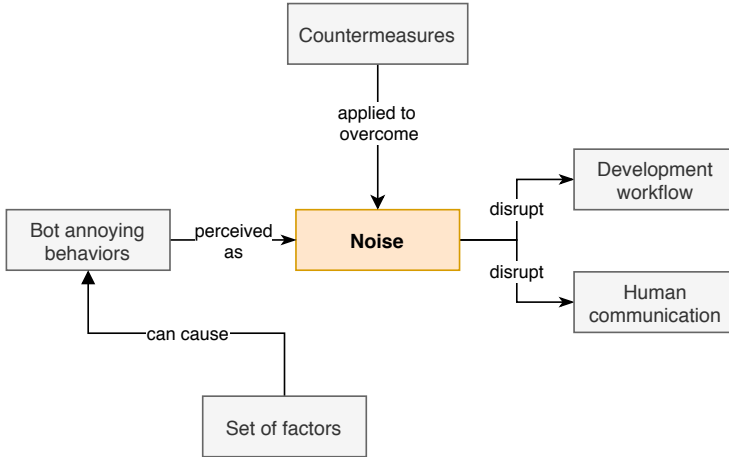 Countermeasures
applied to
overcome
Development
workflow
disrupt
Bot annoying
behaviors
perceived
as
Noise
disrupt
Human
communication
can cause
Set of factors